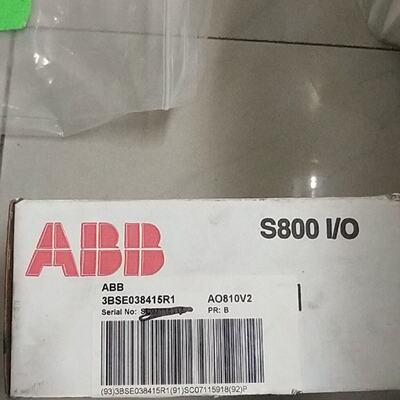 ABB
S800 I/O
ABB
3BSE038415R1 AO810V2
Serial No: PR: B
(93)3BSE038415R1(91)SC07115918(92)P